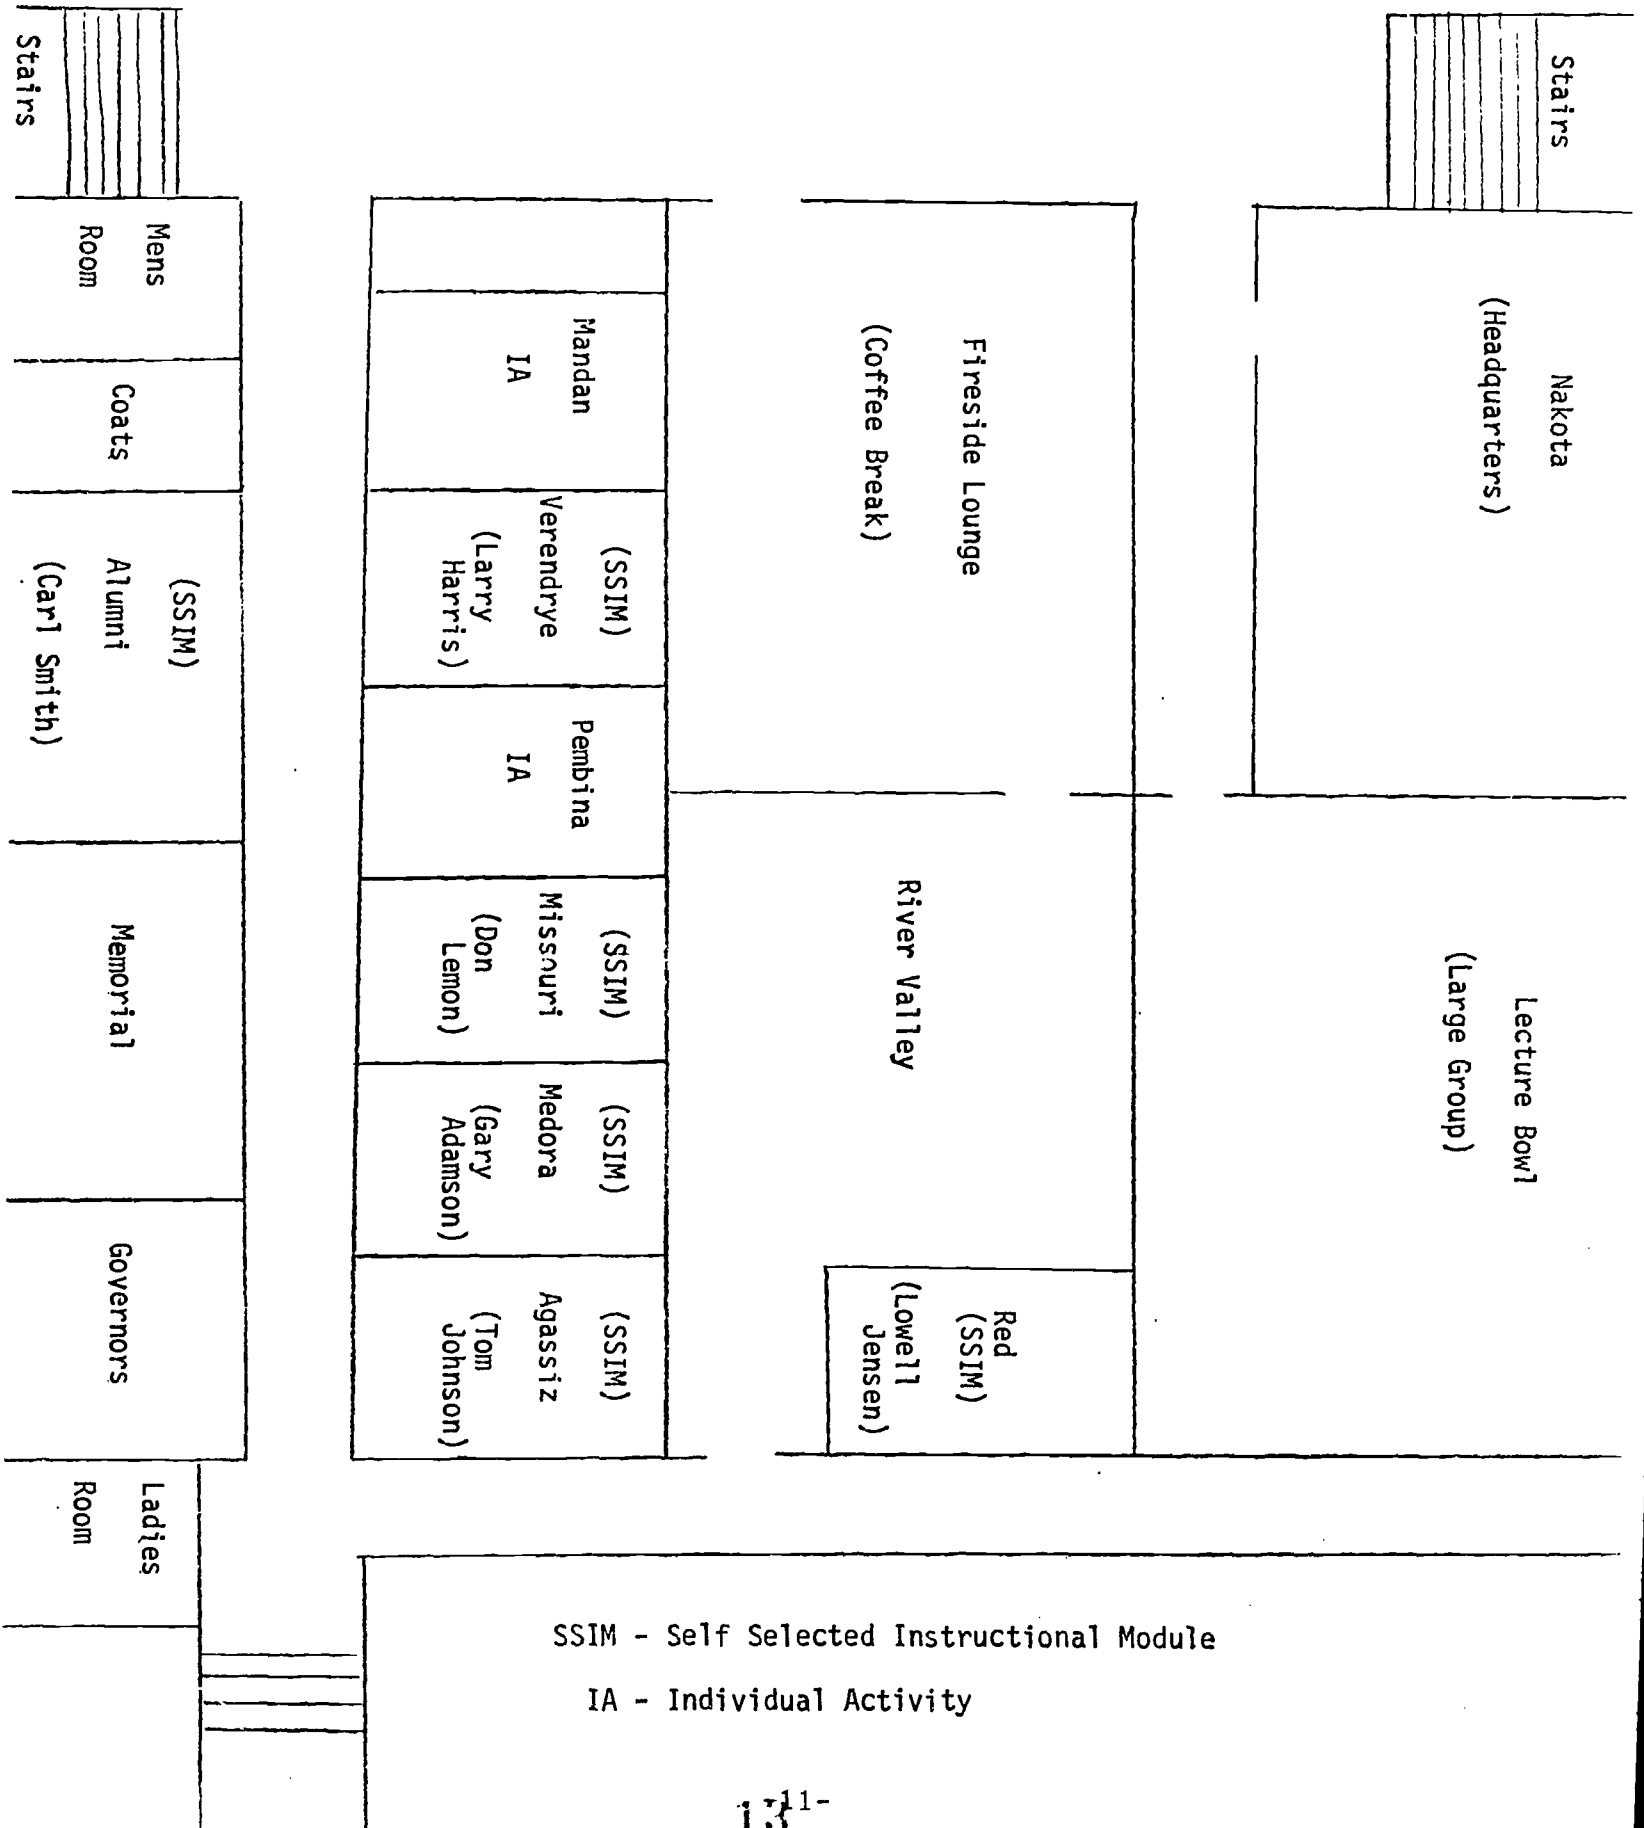 Stairs
Stairs
Mens
Room
Coats
(SSIM)
Alumni
(Carl Smith)
Memorial
Governors
Ladies
Room
Mandan
IA
(SSIM)
Verendrye
(Larry
Harris)
Pembina
IA
(SSIM)
Missouri
(Don
Lemon)
(SSIM)
Medora
(Gary
Adamson)
(SSIM)
Agassiz
(Tom
Johnson)
Fireside Lounge
(Coffee Break)
River Valley
Red
(SSIM)
(Lowell
Jensen)
Nakota
(Headquarters)
Lecture Bowl
(Large Group)
SSIM - Self Selected Instructional Module
IA - Individual Activity
13
-11-